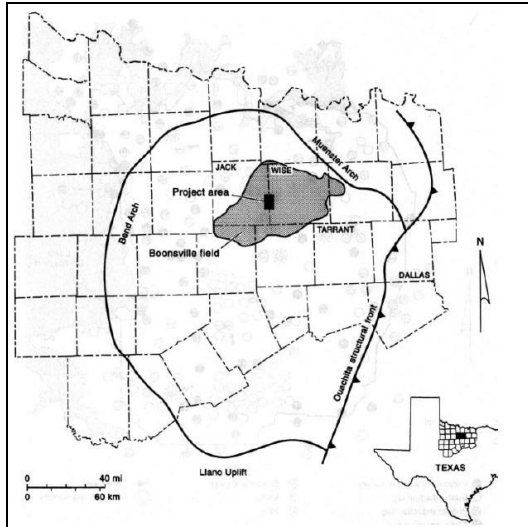 JACK
WISE
Muenster Arch
Project area
Bend Arch
Boonsville field
TARRANT
N
DALLAS
Ouachita structural front
Llano Uplift
0 40 mi
0 60 km
TEXAS